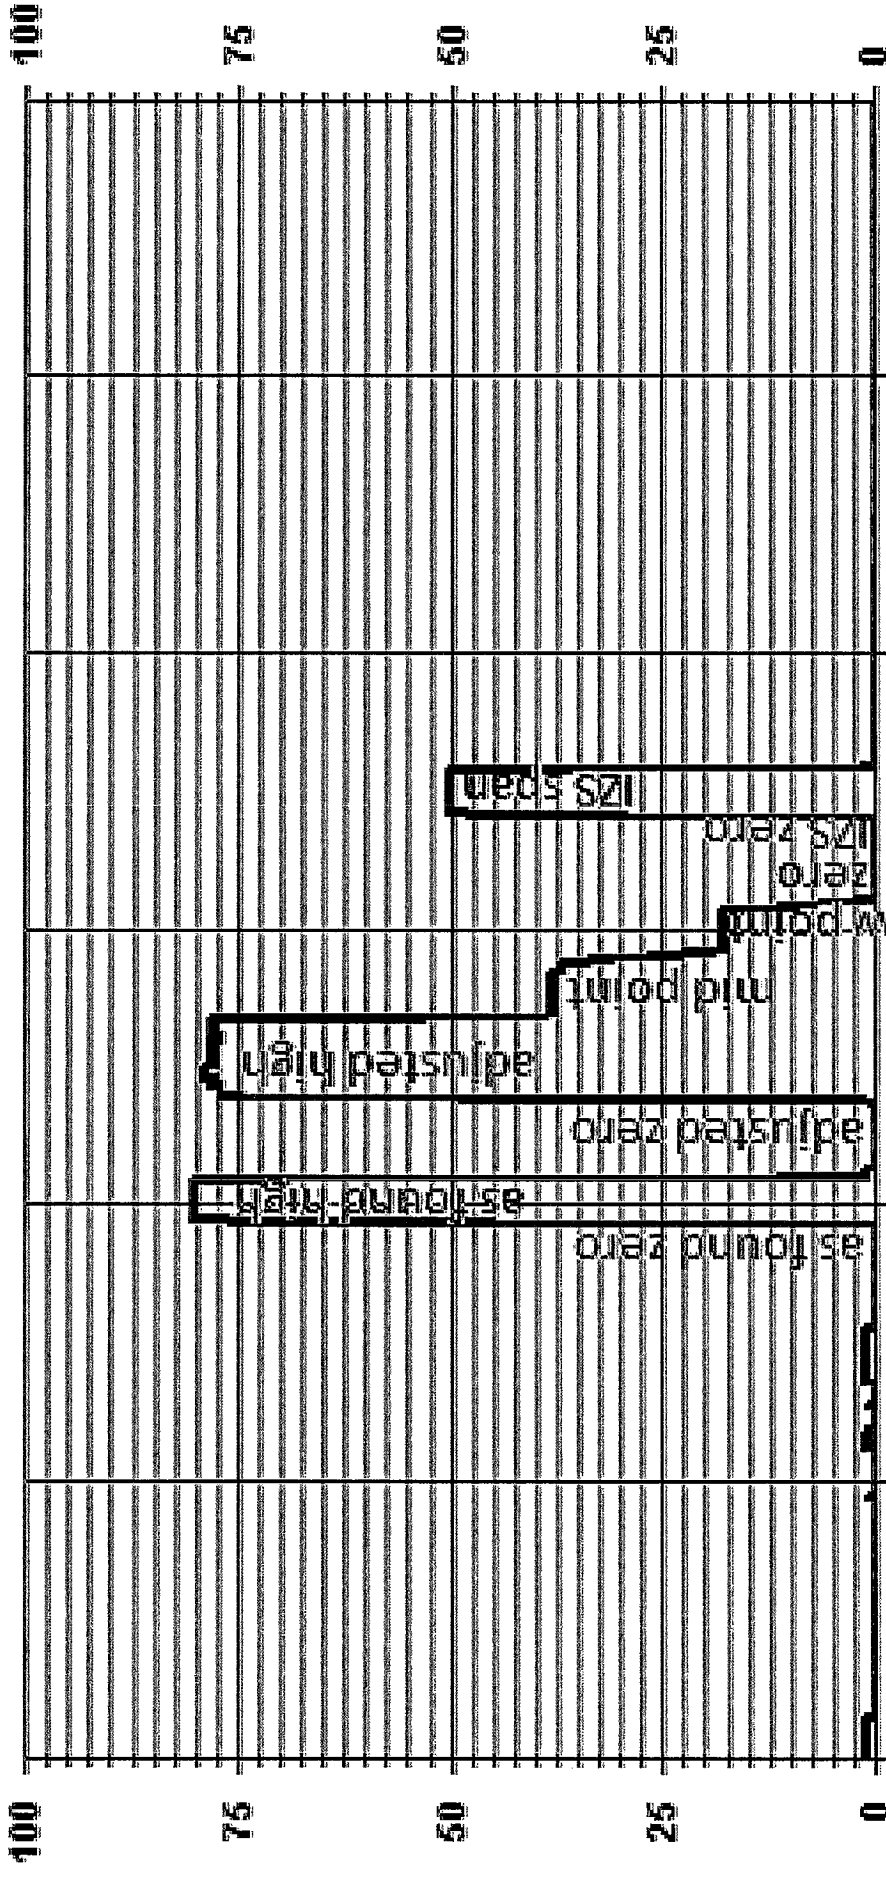 100
75
50
25
0
as found zero
as found high
adjusted zero
adjusted high
mid point
w point
zero
IZS zero
IZS span
100
75
50
25
0